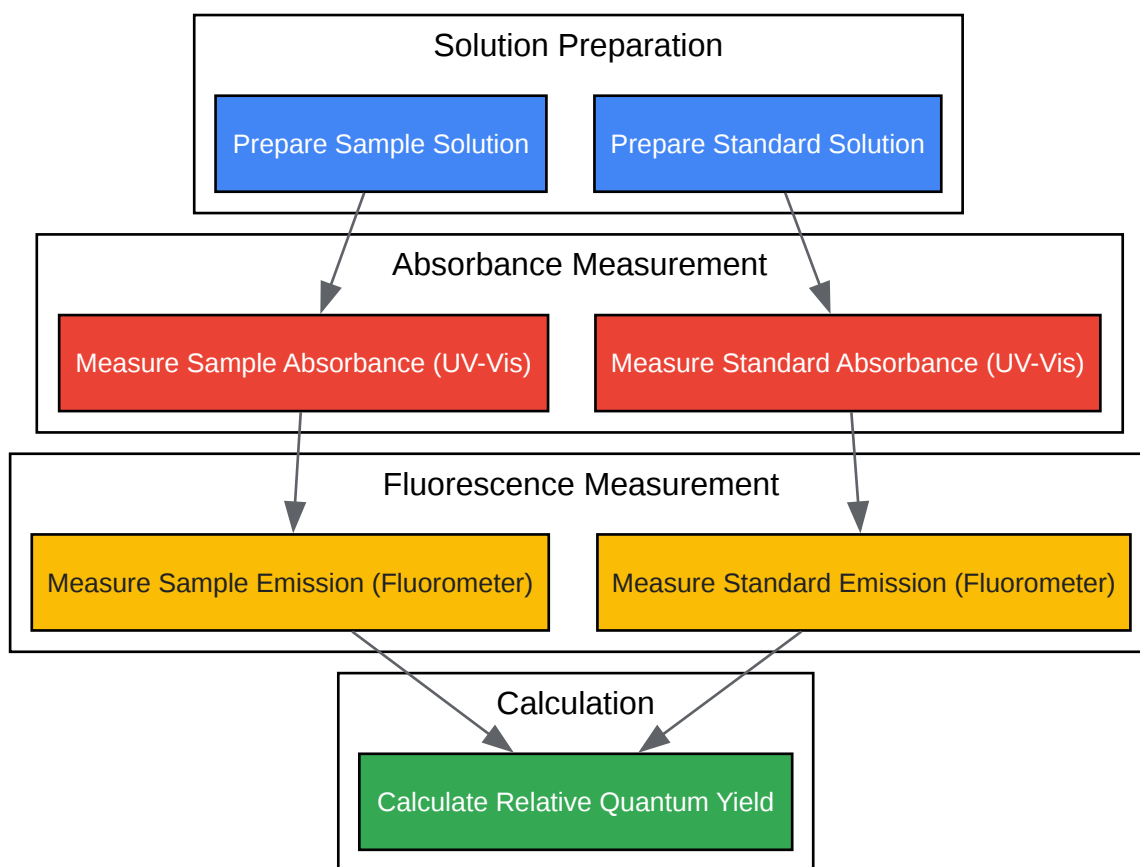 Solution Preparation
Prepare Sample Solution
Prepare Standard Solution
Absorbance Measurement
Measure Sample Absorbance (UV-Vis)
Measure Standard Absorbance (UV-Vis)
Fluorescence Measurement
Measure Sample Emission (Fluorometer)
Measure Standard Emission (Fluorometer)
Calculation
Calculate Relative Quantum Yield